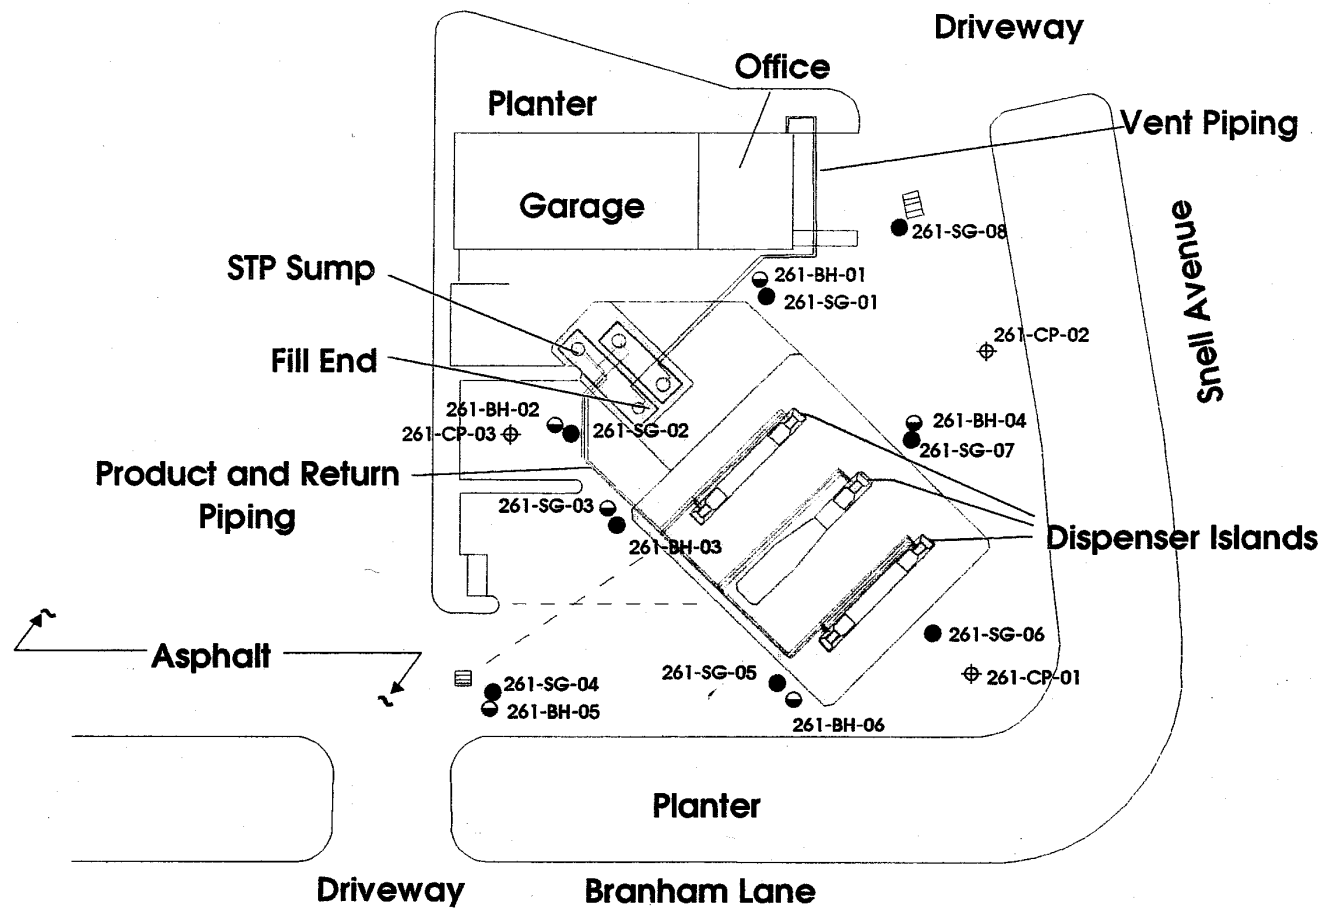 Driveway
Office
Planter
Vent Piping
Garage
Snell Avenue
261-SG-08
STP Sump
261-BH-01
261-SG-01
261-CP-02
Fill End
261-BH-02
261-CP-03
261-SG-02
261-BH-04
261-SG-07
Product and Return
Piping
261-SG-03
261-BH-03
Dispenser Islands
261-SG-06
Asphalt
261-SG-05
261-CP-01
261-SG-04
261-BH-05
261-BH-06
Planter
Driveway
Branham Lane